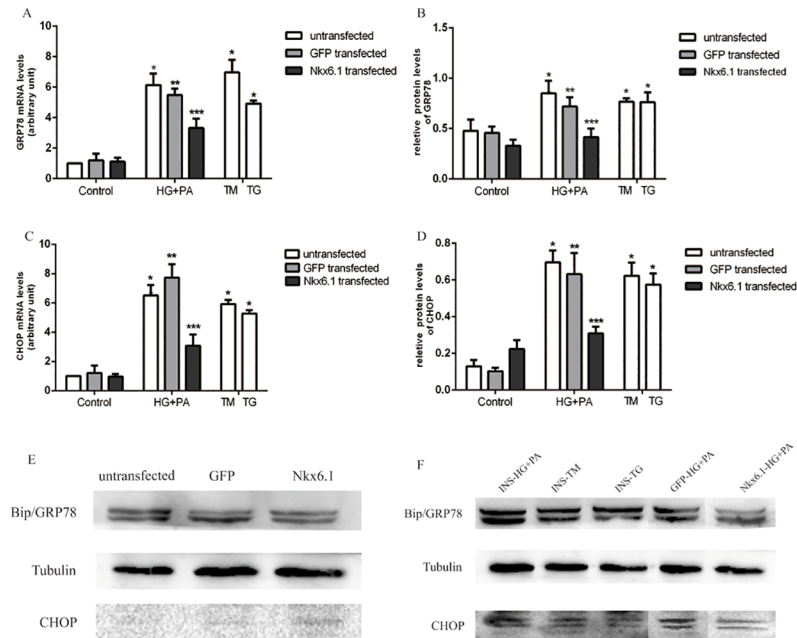 A
GRP78 mRNA levels
(arbitrary unit)
10
8
6
4
2
0
* ** ***
* *
Control HG+PA TM TG
untransfected
GFP transfected
Nkx6.1 transfected
B
reletive protein levels
of GRP78
1.5
1.0
0.5
0.0
* ** ***
* *
Control HG+PA TM TG
untransfected
GFP transfected
Nkx6.1 transfected
C
CHOP mRNA levels
(arbitrary unit)
10
8
6
4
2
0
* ** ***
* *
Control HG+PA TM TG
untransfected
GFP transfected
Nkx6.1 transfected
D
reletive protein levels
of CHOP
0.8
0.6
0.4
0.2
0.0
* ** ***
* *
Control HG+PA TM TG
untransfected
GFP transfected
Nkx6.1 transfected
E
untransfected GFP Nkx6.1
Bip/GRP78
Tubulin
CHOP
F
INS-HG+PA INS-TM INS-TG GFP-HG+PA Nkx6.1-HG+PA
Bip/GRP78
Tubulin
CHOP